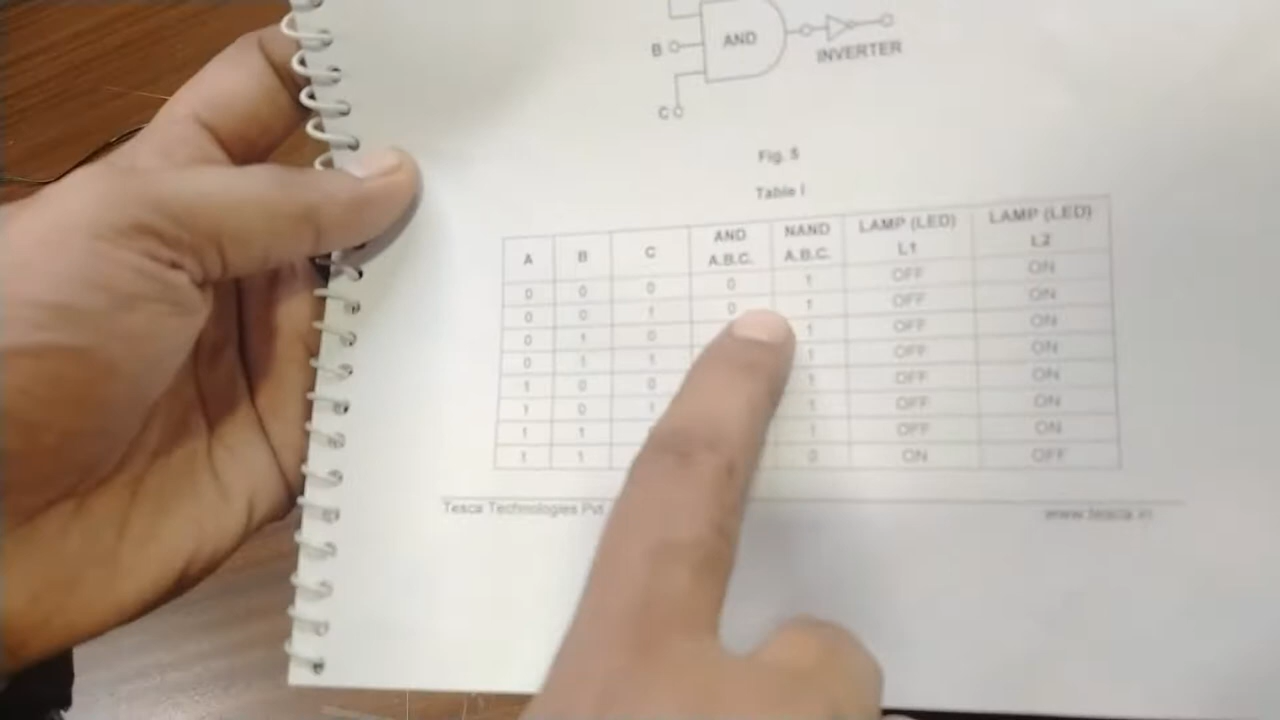 AND
B
INVERTER
C
Fig. 5
Table I
A B C AND A.B.C. NAND A.B.C. LAMP (LED) L1 LAMP (LED) L2
0 0 0 0 1 OFF ON
0 0 1 0 1 OFF ON
0 1 0 1 OFF ON
0 1 1 1 OFF ON
1 0 0 1 OFF ON
1 0 1 1 OFF ON
1 1 1 OFF ON
1 1 0 ON OFF
Tesca Technologies Pvt. www.tesca.in